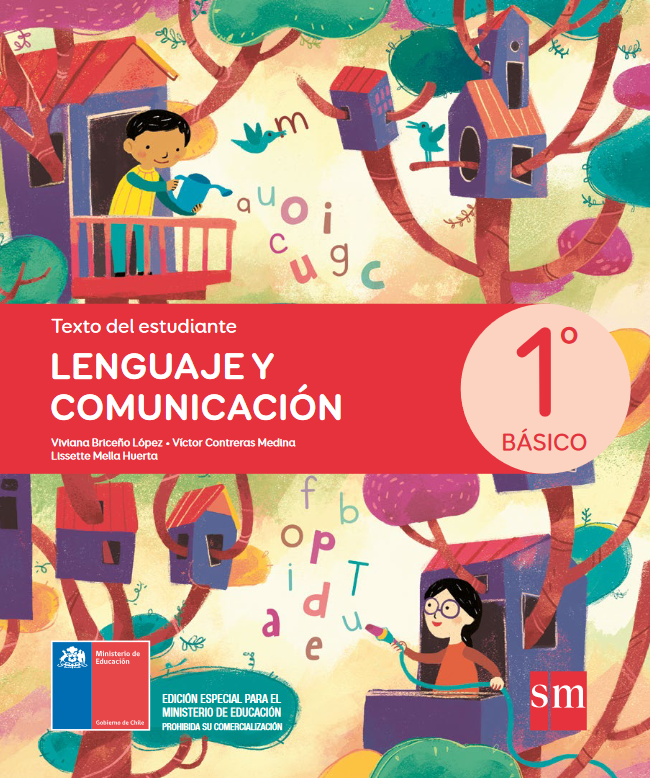 m
a u o i
c u g c
Texto del estudiante
LENGUAJE Y
COMUNICACIÓN
Viviana Briceño López • Víctor Contreras Medina
Lissette Mella Huerta
1°
BÁSICO
f b
o p
i d T
a e u
Ministerio de
Educación
Gobierno de Chile
EDICIÓN ESPECIAL PARA EL
MINISTERIO DE EDUCACIÓN
PROHIBIDA SU COMERCIALIZACIÓN
sm